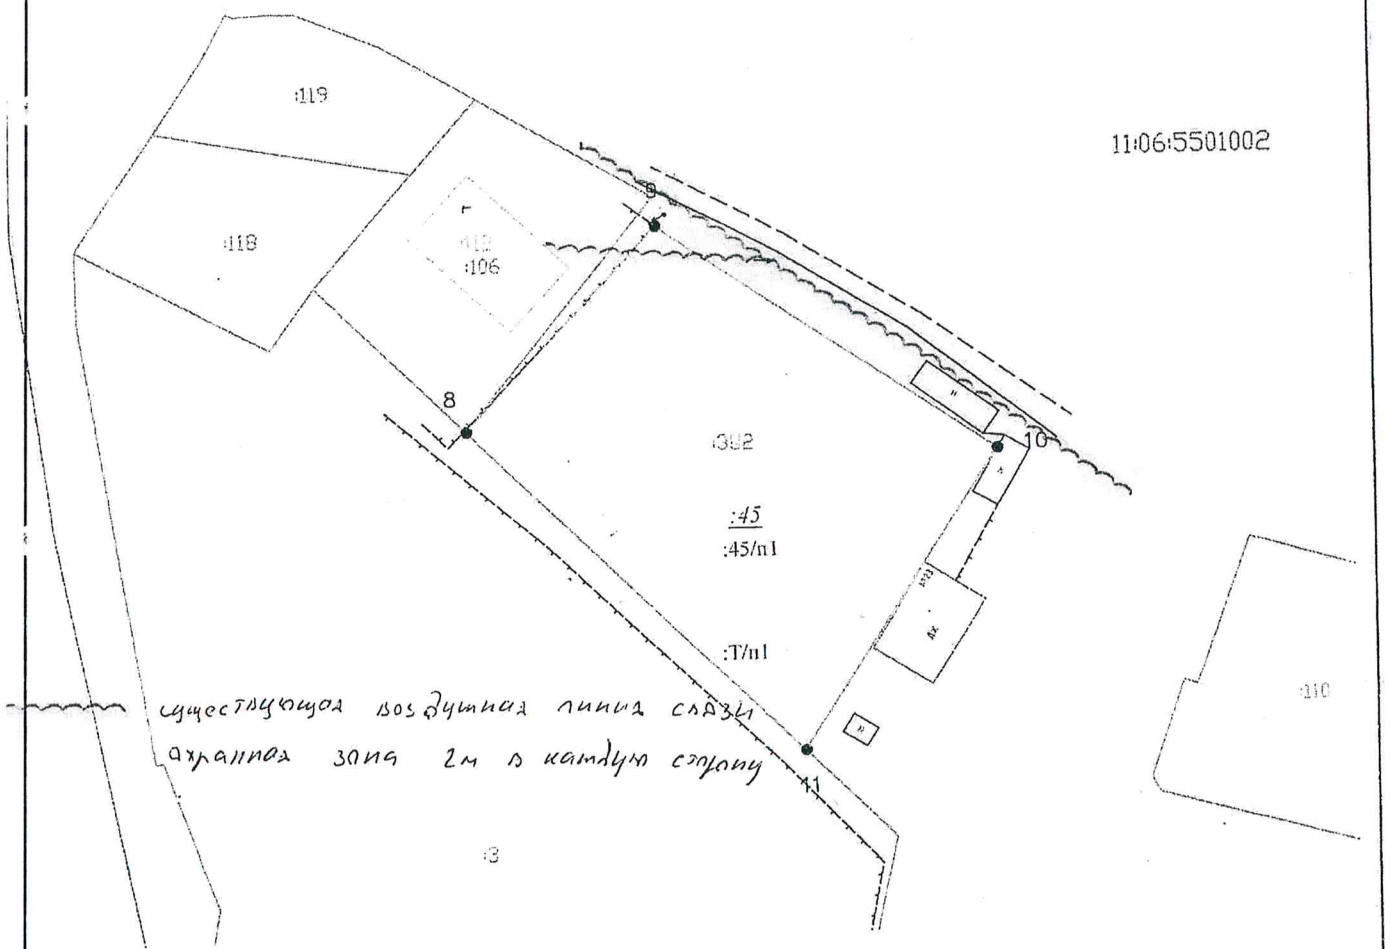 :119
11:06:5501002
9
:118
г
:106
8
:382
н
10
:45
:45/п1
:Т/п1
:110
существующая воздушная линия связи
охранная зона 2м в каждую сторону
11
:3